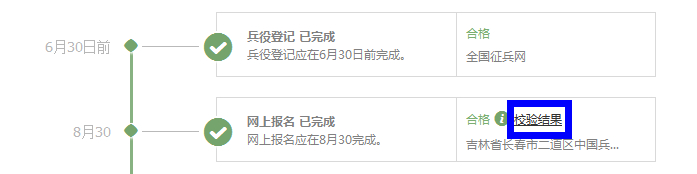 6月30日前
兵役登记 已完成
兵役登记应在6月30日前完成。
合格
全国征兵网
8月30
网上报名 已完成
网上报名应在8月30完成。
合格 校验结果
吉林省长春市二道区中国兵...